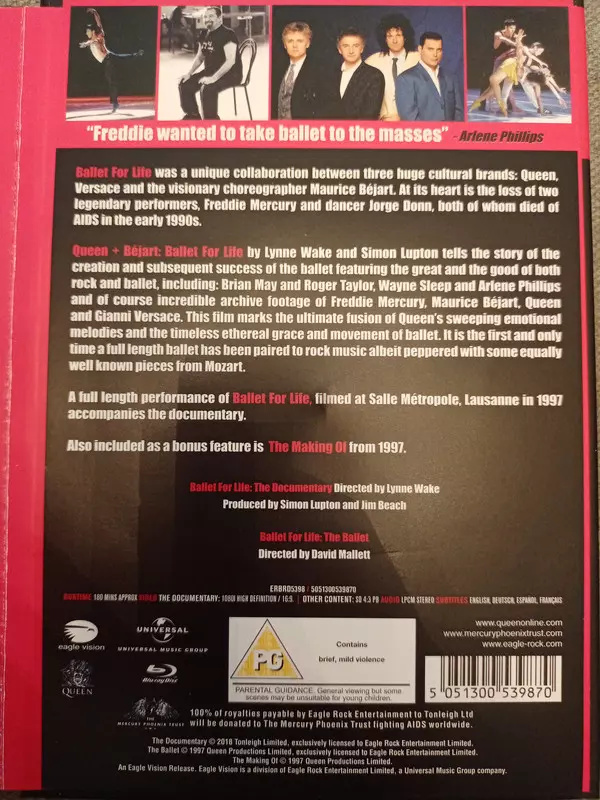 “Freddie wanted to take ballet to the masses” - Arlene Phillips
Ballet For Life was a unique collaboration between three huge cultural brands: Queen,
Versace and the visionary choreographer Maurice Béjart. At its heart is the loss of two
legendary performers, Freddie Mercury and dancer Jorge Donn, both of whom died of
AIDS in the early 1990s.
Queen + Béjart: Ballet For Life by Lynne Wake and Simon Lupton tells the story of the
creation and subsequent success of the ballet featuring the great and the good of both
rock and ballet, including: Brian May and Roger Taylor, Wayne Sleep and Arlene Phillips
and of course incredible archive footage of Freddie Mercury, Maurice Béjart, Queen
and Gianni Versace. This film marks the ultimate fusion of Queen's sweeping emotional
melodies and the timeless ethereal grace and movement of ballet. It is the first and only
time a full length ballet has been paired to rock music albeit peppered with some equally
well known pieces from Mozart.
A full length performance of Ballet For Life, filmed at Salle Métropole, Lausanne in 1997
accompanies the documentary.
Also included as a bonus feature is The Making Of from 1997.
Ballet For Life: The Documentary Directed by Lynne Wake
Produced by Simon Lupton and Jim Beach
Ballet For Life: The Ballet
Directed by David Mallett
ERBRD5398 / 5051300539870
RUNTIME 180 MINS APPROX VIDEO THE DOCUMENTARY: 1080I HIGH DEFINITION / 16:9. | OTHER CONTENT: SD 4:3 PB AUDIO LPCM STEREO SUBTITLES ENGLISH, DEUTSCH, ESPAÑOL, FRANÇAIS
eagle vision
UNIVERSAL
UNIVERSAL MUSIC GROUP
QUEEN
Blu-ray Disc
MERCURY PHOENIX TRUST
PG
Contains
brief, mild violence
PARENTAL GUIDANCE. General viewing but some
scenes may be unsuitable for young children.
www.queenonline.com
www.mercuryphoenixtrust.com
www.eagle-rock.com
5 051300 539870
100% of royalties payable by Eagle Rock Entertainment to Tonleigh Ltd
will be donated to The Mercury Phoenix Trust fighting AIDS worldwide.
The Documentary © 2018 Tonleigh Limited, exclusively licensed to Eagle Rock Entertainment Limited.
The Ballet © 1997 Queen Productions Limited, exclusively licensed to Eagle Rock Entertainment Limited.
The Making Of © 1997 Queen Productions Limited.
An Eagle Vision Release. Eagle Vision is a division of Eagle Rock Entertainment Limited, a Universal Music Group company.